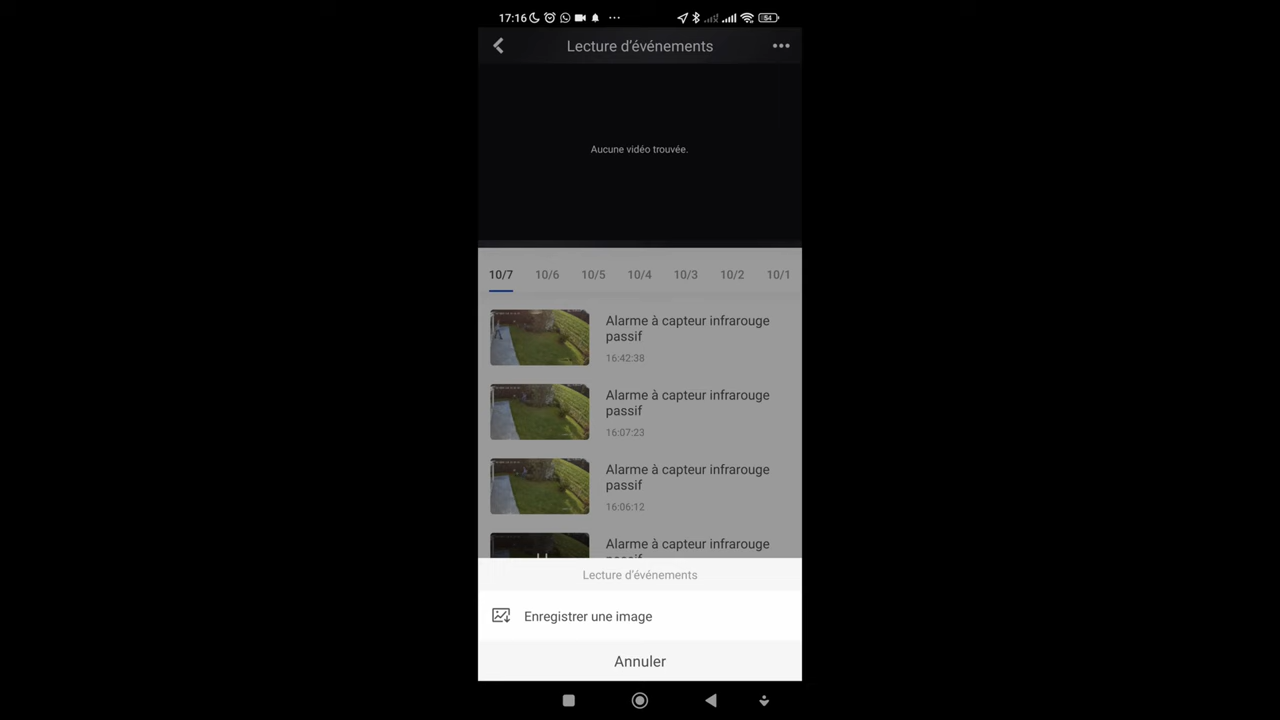 17:16
54
Lecture d'événements
Aucune vidéo trouvée.
10/7 10/6 10/5 10/4 10/3 10/2 10/1
Alarme à capteur infrarouge
passif
16:42:38
Alarme à capteur infrarouge
passif
16:07:23
Alarme à capteur infrarouge
passif
16:06:12
Alarme à capteur infrarouge
Lecture d'événements
Enregistrer une image
Annuler